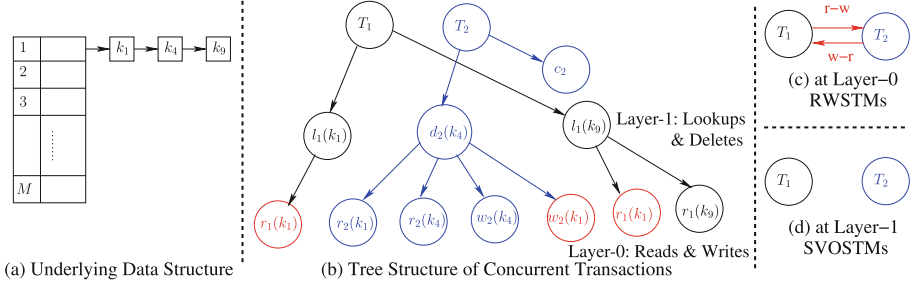 1
2
3
M
k₁
k₄
k₉
(a) Underlying Data Structure
T₁
T₂
c₂
l₁(k₁)
d₂(k₄)
l₁(k₉)
Layer−1: Lookups
& Deletes
r₁(k₁)
r₂(k₁)
r₂(k₄)
w₂(k₄)
w₂(k₁)
r₁(k₁)
r₁(k₉)
Layer−0: Reads & Writes
(b) Tree Structure of Concurrent Transactions
T₁
r−w
w−r
T₂
(c) at Layer−0
RWSTMs
T₁
T₂
(d) at Layer−1
SVOSTMs